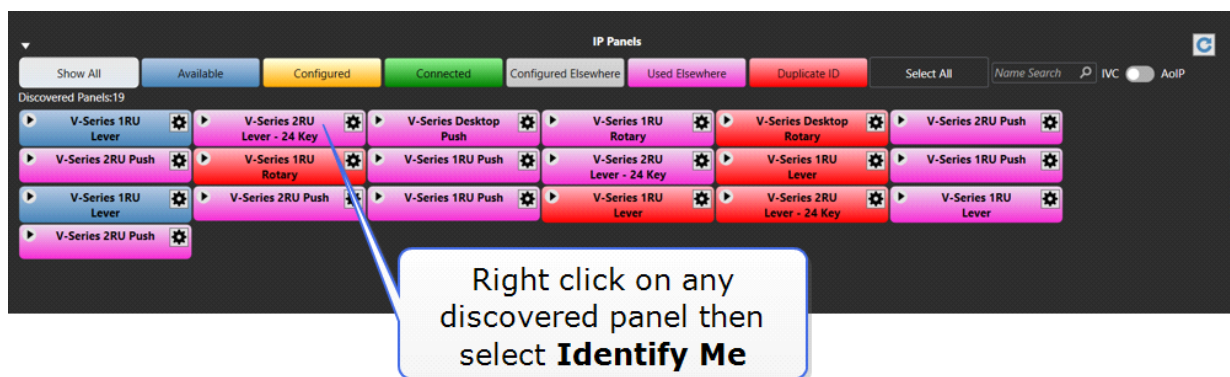 IP Panels
Show All Available Configured Connected Configured Elsewhere Used Elsewhere Duplicate ID Select All Name Search IVC AoIP
Discovered Panels:19
V-Series 1RU Lever
V-Series 2RU Lever - 24 Key
V-Series Desktop Push
V-Series 1RU Rotary
V-Series Desktop Rotary
V-Series 2RU Push
V-Series 2RU Push
V-Series 1RU Rotary
V-Series 1RU Push
V-Series 2RU Lever - 24 Key
V-Series 1RU Lever
V-Series 1RU Push
V-Series 1RU Lever
V-Series 2RU Push
V-Series 1RU Push
V-Series 1RU Lever
V-Series 2RU Lever - 24 Key
V-Series 1RU Lever
V-Series 2RU Push
Right click on any
discovered panel then
select Identify Me